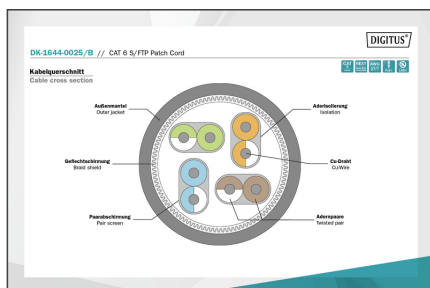 DIGITUS®
DK-1644-0025/B // CAT 6 S/FTP Patch Cord
Kabelquerschnitt
Cable cross section
Außenmantel
Outer jacket
Aderisolierung
Isolation
Geflechtschirmung
Braid shield
Cu-Draht
Cu-Wire
Paarabschirmung
Pair screen
Adernpaare
Twisted pair